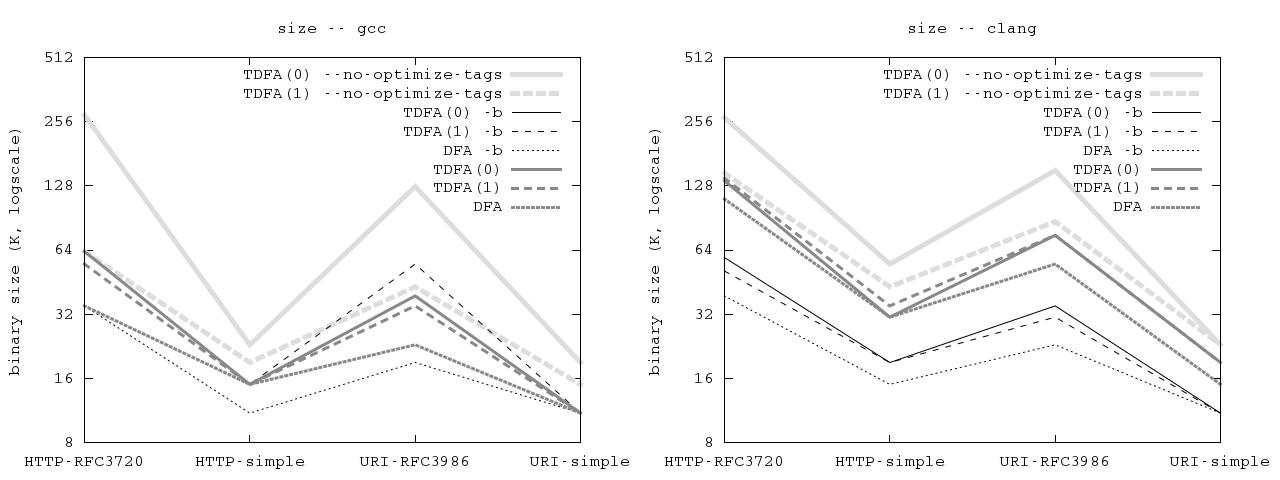 size -- gcc
binary size (K, logscale)
512
256
128
64
32
16
8
TDFA(0) --no-optimize-tags
TDFA(1) --no-optimize-tags
TDFA(0) -b
TDFA(1) -b
DFA -b
TDFA(0)
TDFA(1)
DFA
HTTP-RFC3720 HTTP-simple URI-RFC3986 URI-simple
size -- clang
binary size (K, logscale)
512
256
128
64
32
16
8
TDFA(0) --no-optimize-tags
TDFA(1) --no-optimize-tags
TDFA(0) -b
TDFA(1) -b
DFA -b
TDFA(0)
TDFA(1)
DFA
HTTP-RFC3720 HTTP-simple URI-RFC3986 URI-simple